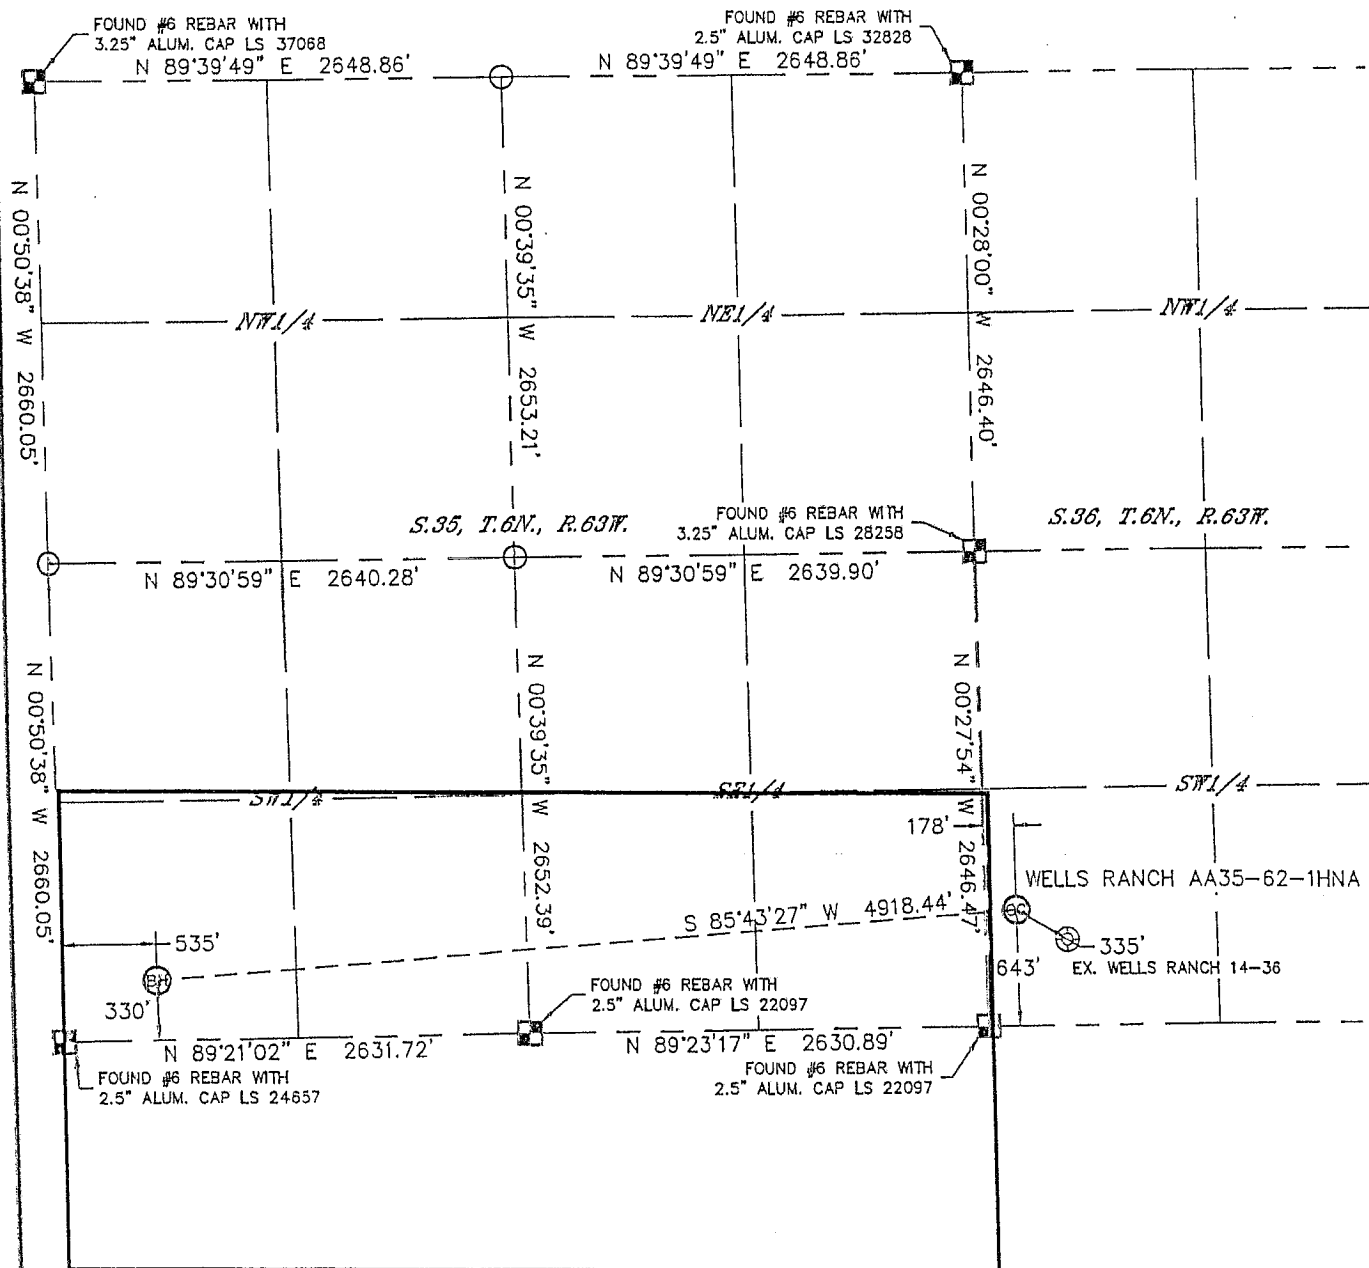 FOUND #6 REBAR WITH
3.25" ALUM. CAP LS 37068
FOUND #6 REBAR WITH
2.5" ALUM. CAP LS 32828
N 89°39'49" E 2648.86'
N 89°39'49" E 2648.86'
N 00°50'38" W 2660.05'
N 00°39'35" W 2653.21'
N 00°28'00" W 2646.40'
NW1/4
NE1/4
NW1/4
S.35, T.6N., R.63W.
FOUND #6 REBAR WITH
3.25" ALUM. CAP LS 28258
S.36, T.6N., R.63W.
N 89°30'59" E 2640.28'
N 89°30'59" E 2639.90'
N 00°50'38" W 2660.05'
N 00°39'35" W 2652.39'
N 00°27'54" W 2646.47'
SW1/4
SE1/4
SW1/4
178'
WELLS RANCH AA35-62-1HNA
S 85°43'27" W 4918.44'
535'
335'
EX. WELLS RANCH 14-36
643'
BH
330'
FOUND #6 REBAR WITH
2.5" ALUM. CAP LS 22097
N 89°21'02" E 2631.72'
N 89°23'17" E 2630.89'
FOUND #6 REBAR WITH
2.5" ALUM. CAP LS 24657
FOUND #6 REBAR WITH
2.5" ALUM. CAP LS 22097